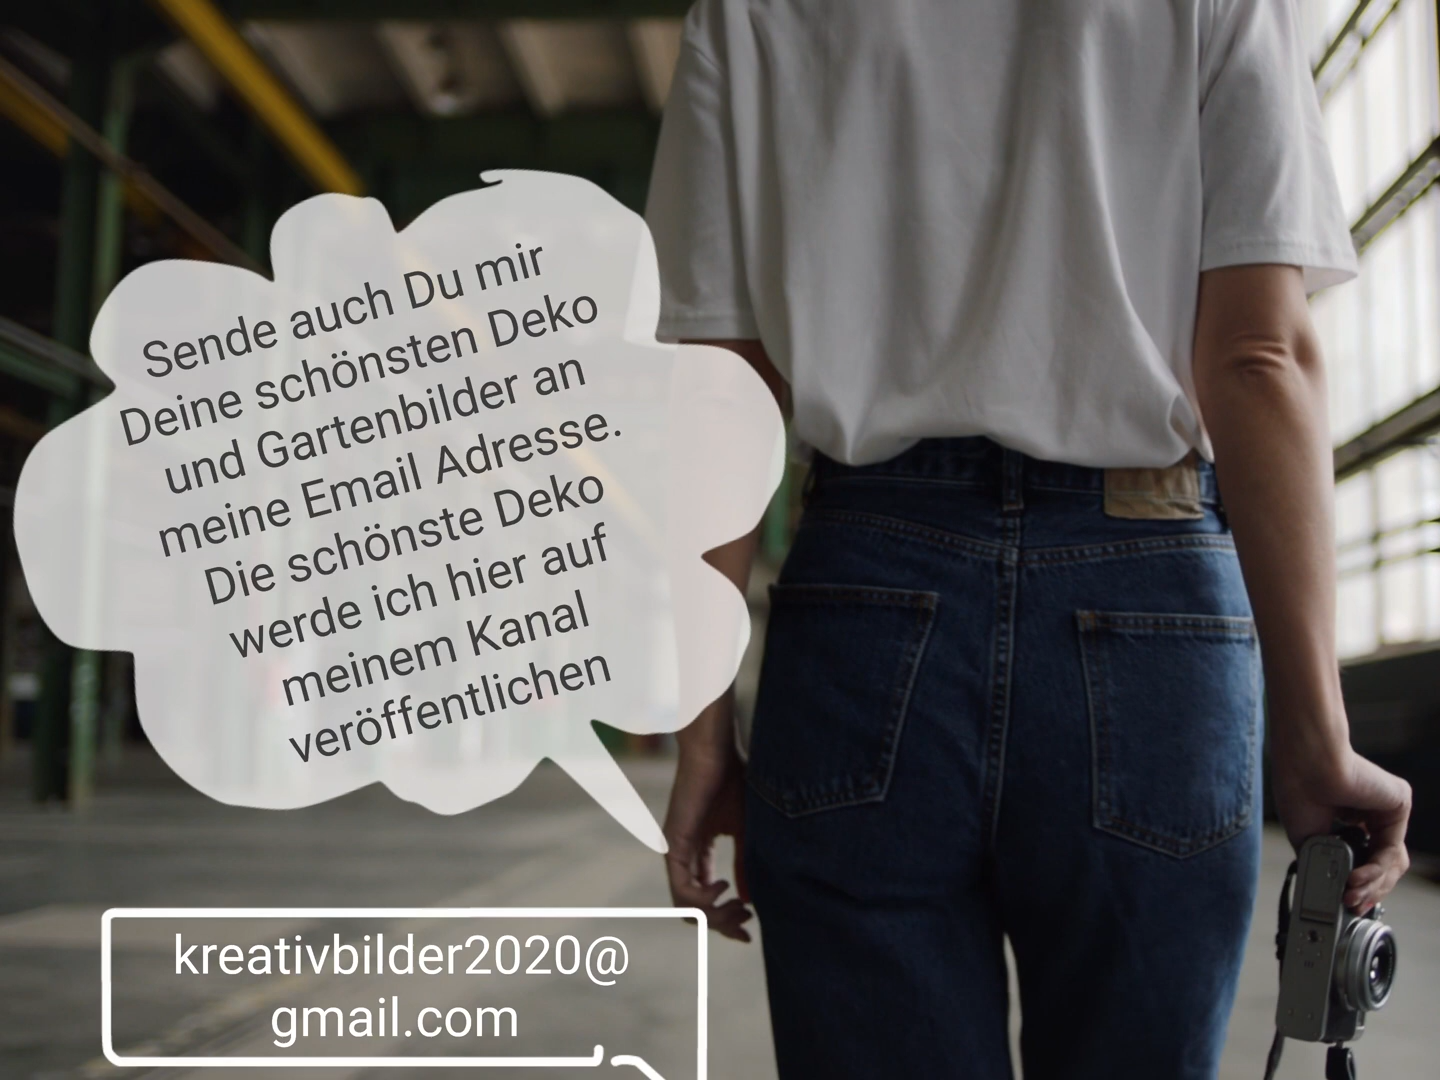 Sende auch Du mir
Deine schönsten Deko
und Gartenbilder an
meine Email Adresse.
Die schönste Deko
werde ich hier auf
meinem Kanal
veröffentlichen
kreativbilder2020@
gmail.com